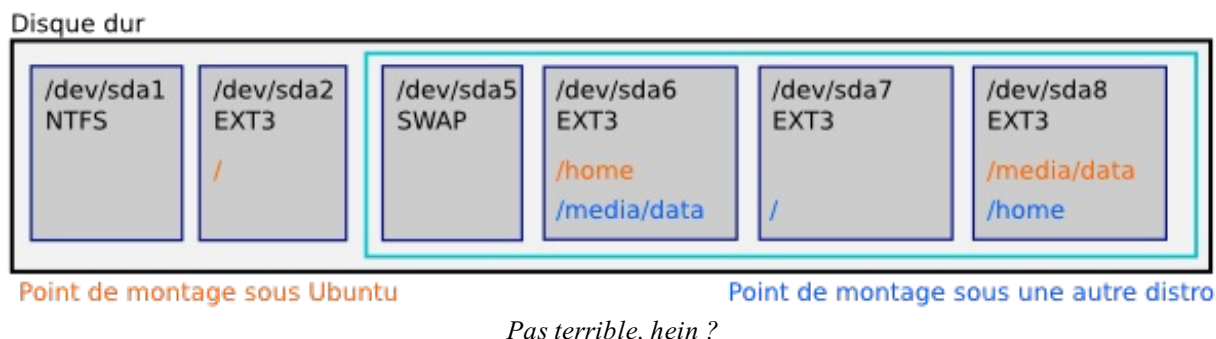 Disque dur
/dev/sda1
NTFS
/dev/sda2
EXT3
/
/dev/sda5
SWAP
/dev/sda6
EXT3
/home
/media/data
/dev/sda7
EXT3
/
/dev/sda8
EXT3
/media/data
/home
Point de montage sous Ubuntu
Point de montage sous une autre distro
Pas terrible, hein ?